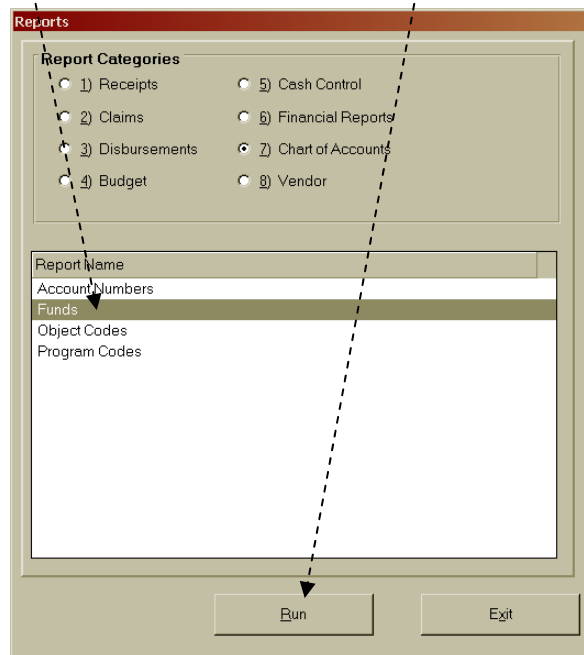 Reports
Report Categories
1) Receipts 5) Cash Control
2) Claims 6) Financial Reports
3) Disbursements 7) Chart of Accounts
4) Budget 8) Vendor
Report Name
Account Numbers
Funds
Object Codes
Program Codes
Run Exit